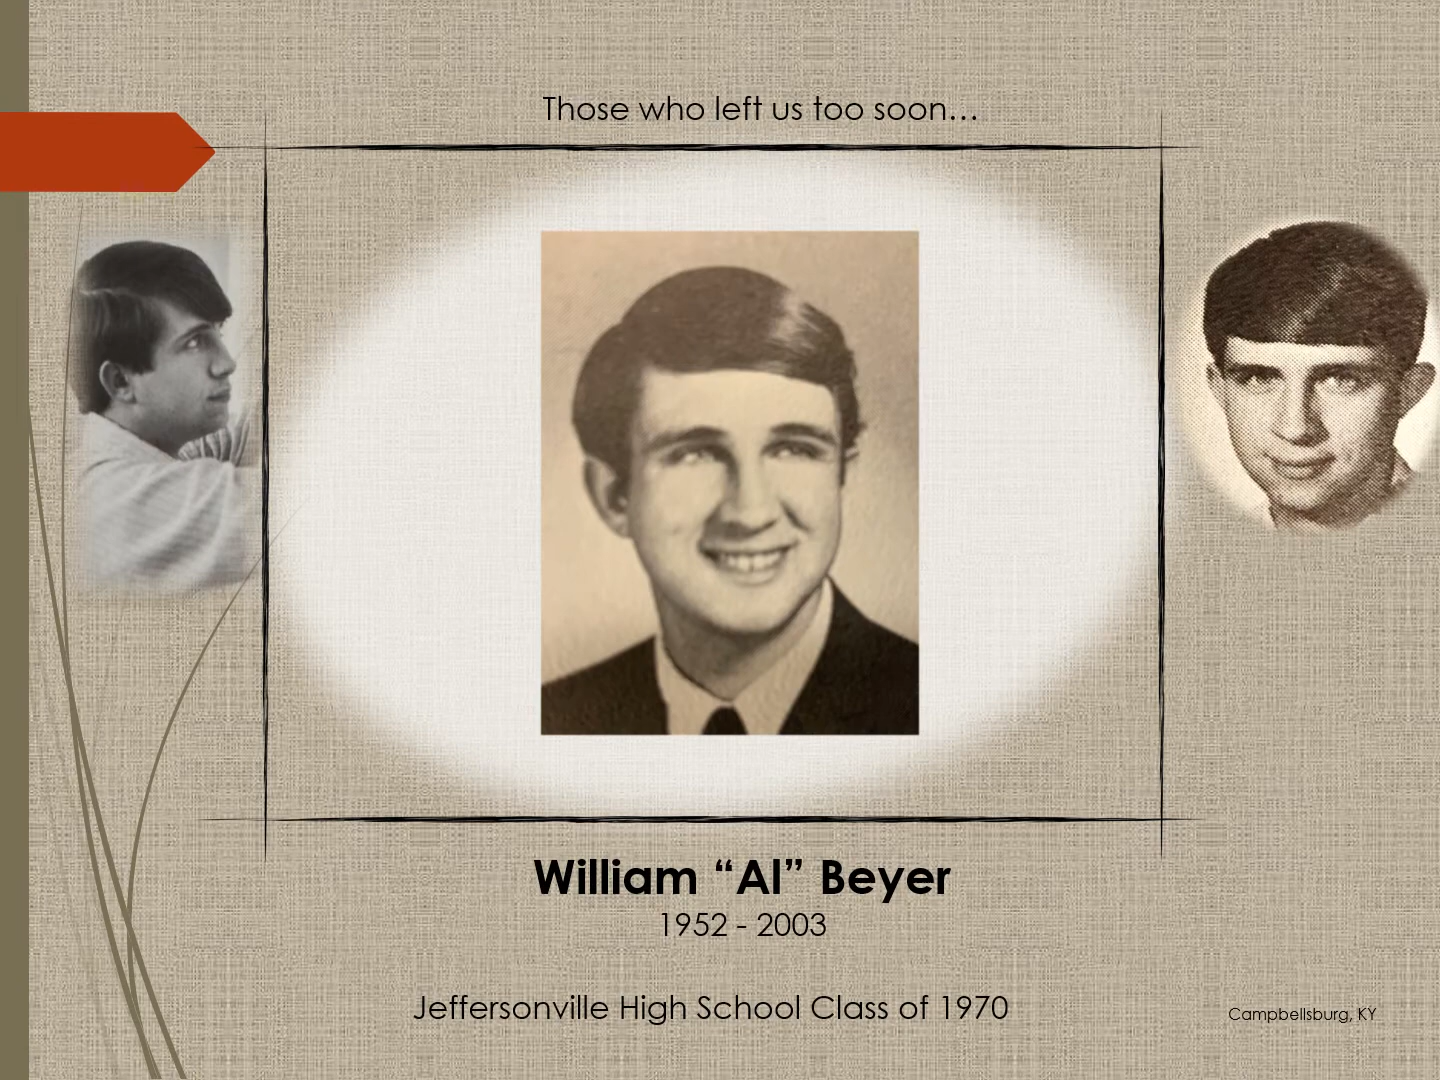 Those who left us too soon…
William “Al” Beyer
1952 - 2003
Jeffersonville High School Class of 1970
Campbellsburg, KY